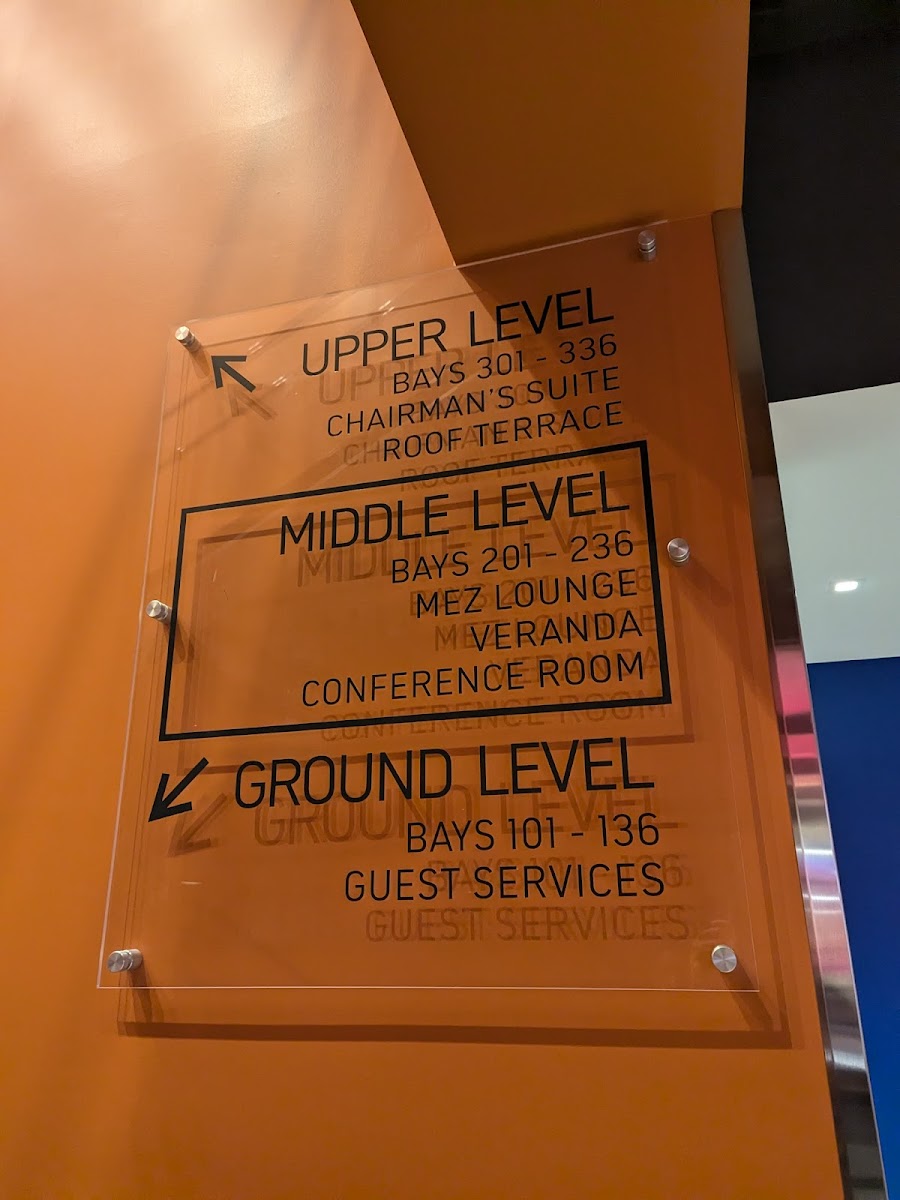 UPPER LEVEL
BAYS 301 - 336
CHAIRMAN'S SUITE
ROOF TERRACE
MIDDLE LEVEL
BAYS 201 - 236
MEZ LOUNGE
VERANDA
CONFERENCE ROOM
GROUND LEVEL
BAYS 101 - 136
GUEST SERVICES